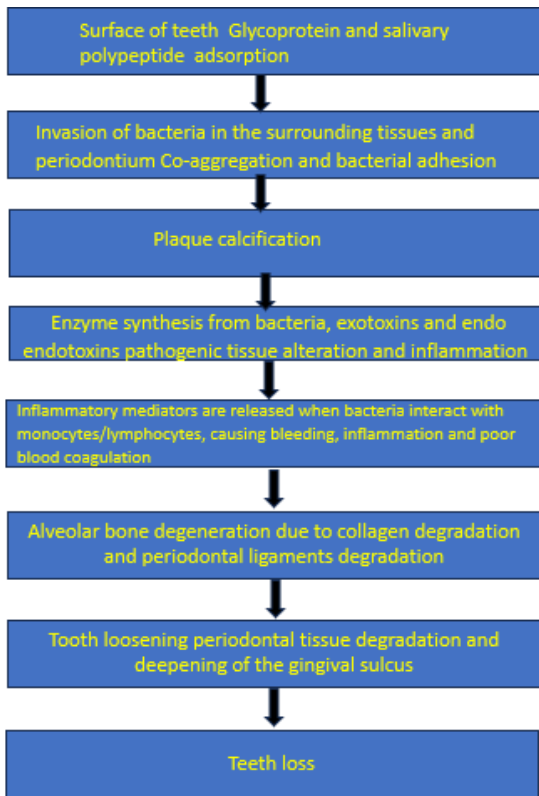 Surface of teeth Glycoprotein and salivary
polypeptide adsorption
Invasion of bacteria in the surrounding tissues and
periodontium Co-aggregation and bacterial adhesion
Plaque calcification
Enzyme synthesis from bacteria, exotoxins and endo
endotoxins pathogenic tissue alteration and inflammation
Inflammatory mediators are released when bacteria interact with
monocytes/lymphocytes, causing bleeding, inflammation and poor
blood coagulation
Alveolar bone degeneration due to collagen degradation
and periodontal ligaments degradation
Tooth loosening periodontal tissue degradation and
deepening of the gingival sulcus
Teeth loss